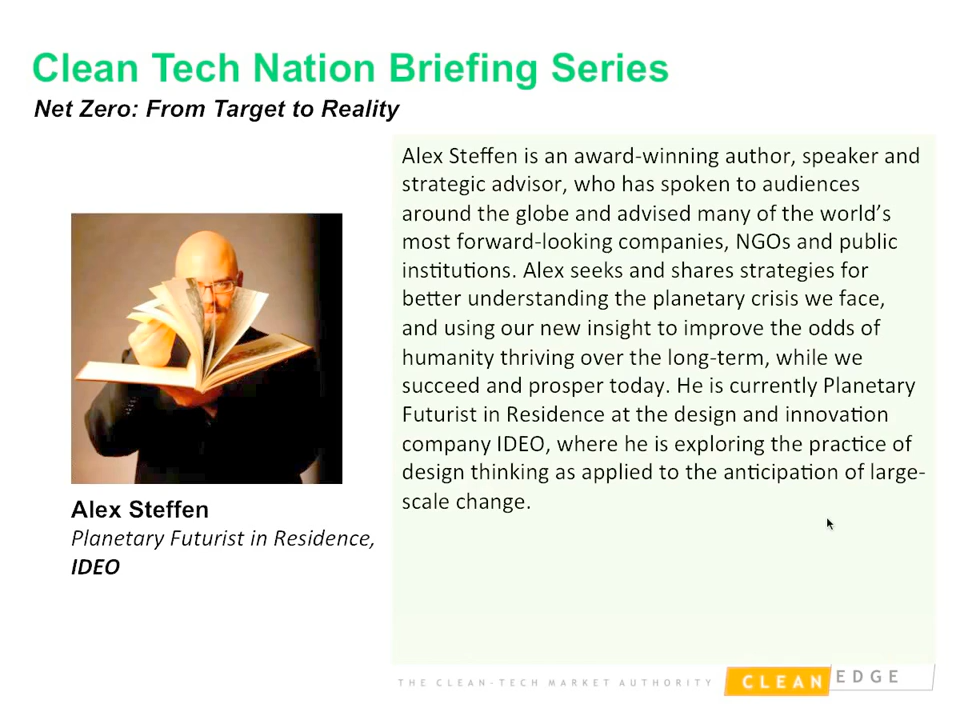 Clean Tech Nation Briefing Series
Net Zero: From Target to Reality
Alex Steffen is an award-winning author, speaker and
strategic advisor, who has spoken to audiences
around the globe and advised many of the world’s
most forward-looking companies, NGOs and public
institutions. Alex seeks and shares strategies for
better understanding the planetary crisis we face,
and using our new insight to improve the odds of
humanity thriving over the long-term, while we
succeed and prosper today. He is currently Planetary
Futurist in Residence at the design and innovation
company IDEO, where he is exploring the practice of
design thinking as applied to the anticipation of large-
scale change.
Alex Steffen
Planetary Futurist in Residence,
IDEO
THE CLEAN-TECH MARKET AUTHORITY
CLEAN EDGE